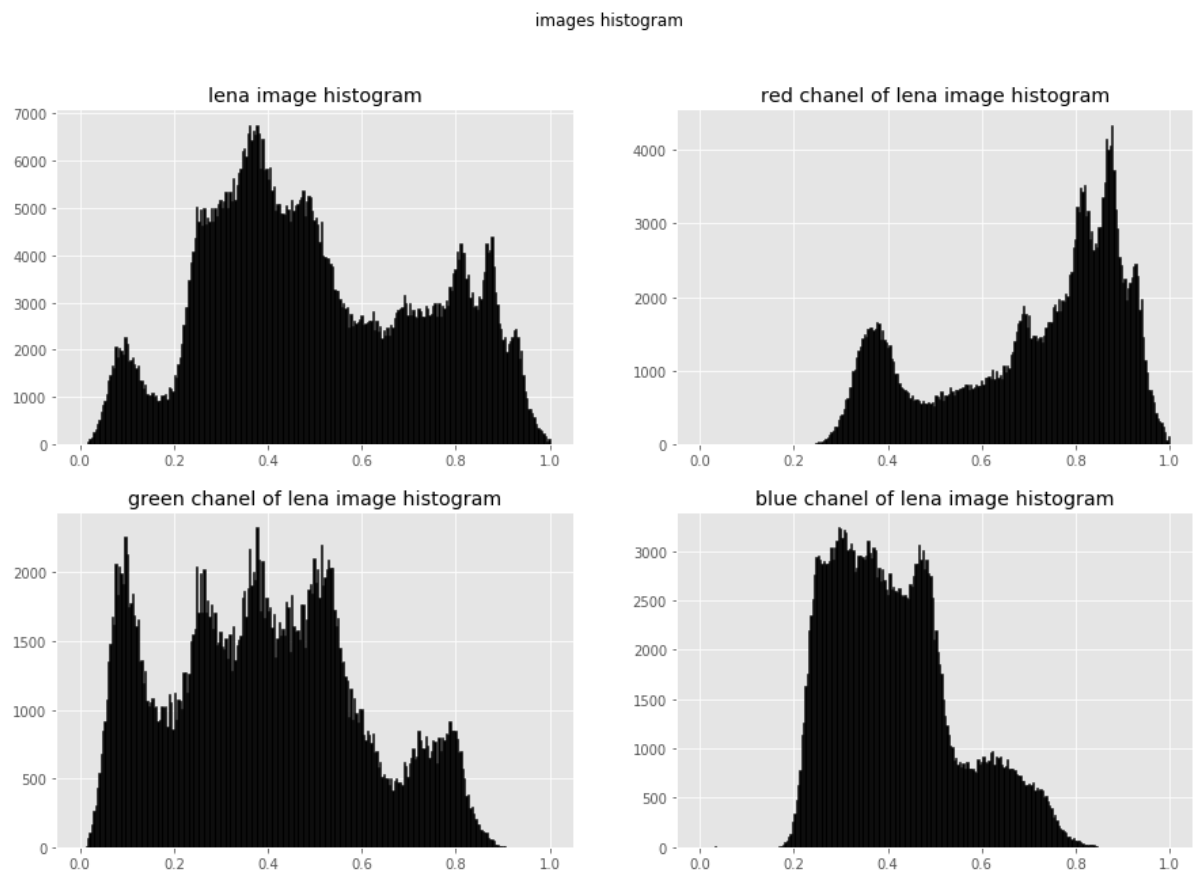 images histogram
lena image histogram
7000
6000
5000
4000
3000
2000
1000
0
0.0 0.2 0.4 0.6 0.8 1.0
red chanel of lena image histogram
4000
3000
2000
1000
0
0.0 0.2 0.4 0.6 0.8 1.0
green chanel of lena image histogram
2000
1500
1000
500
0
0.0 0.2 0.4 0.6 0.8 1.0
blue chanel of lena image histogram
3000
2500
2000
1500
1000
500
0
0.0 0.2 0.4 0.6 0.8 1.0